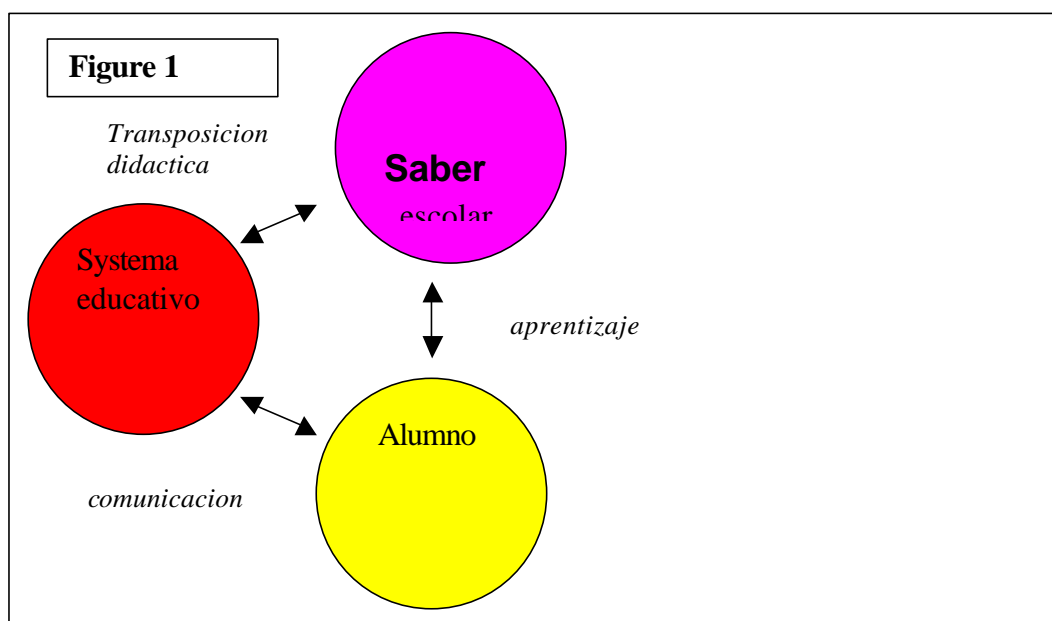 Figure 1
Transposicion
didactica
Saber
escolar
Systema
educativo
aprentizaje
Alumno
comunicacion